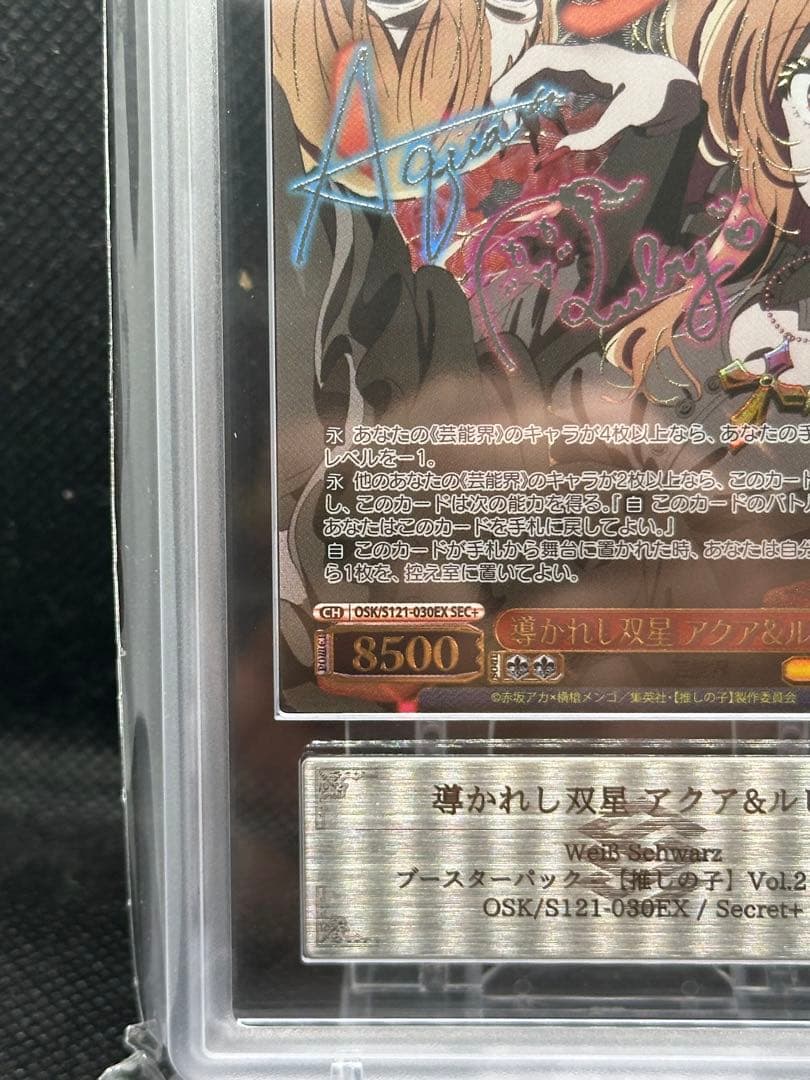 Aquamarine
Ruby
永 あなたの《芸能界》のキャラが4枚以上なら、あなたの手
レベルを－1。
永 他のあなたの《芸能界》のキャラが2枚以上なら、このカード
し、このカードは次の能力を得る。『自 このカードのバト
あなたはこのカードを手札に戻してよい。』
自 このカードが手札から舞台に置かれた時、あなたは自分
ら1枚を、控え室に置いてよい。
CH OSK/S121-030EX SEC+
POWER 8500 導かれし双星 アクア&ル
SOUL
©赤坂アカ×横槍メンゴ／集英社・【推しの子】製作委員会
導かれし双星 アクア&ルビ
Weiß Schwarz
ブースターパック 【推しの子】 Vol.2
OSK/S121-030EX / Secret+